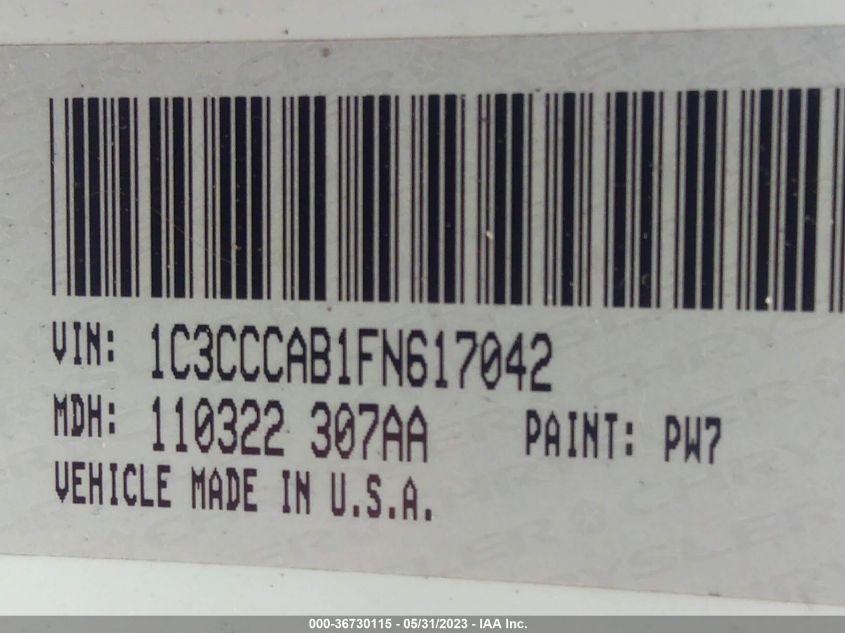 VIN: 1C3CCCAB1FN617042
MDH: 110322 307AA PAINT: PW7
VEHICLE MADE IN U.S.A.
000-36730115 - 05/31/2023 - IAA Inc.